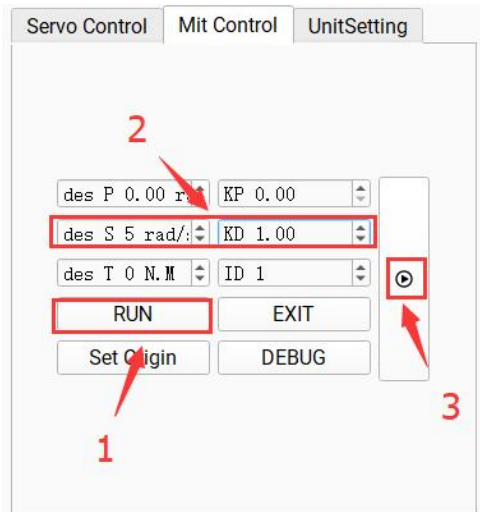 Servo Control Mit Control UnitSetting
2
des P 0.00 r KP 0.00
des S 5 rad/ KD 1.00
des T 0 N.M ID 1
RUN EXIT
Set Origin DEBUG
3
1